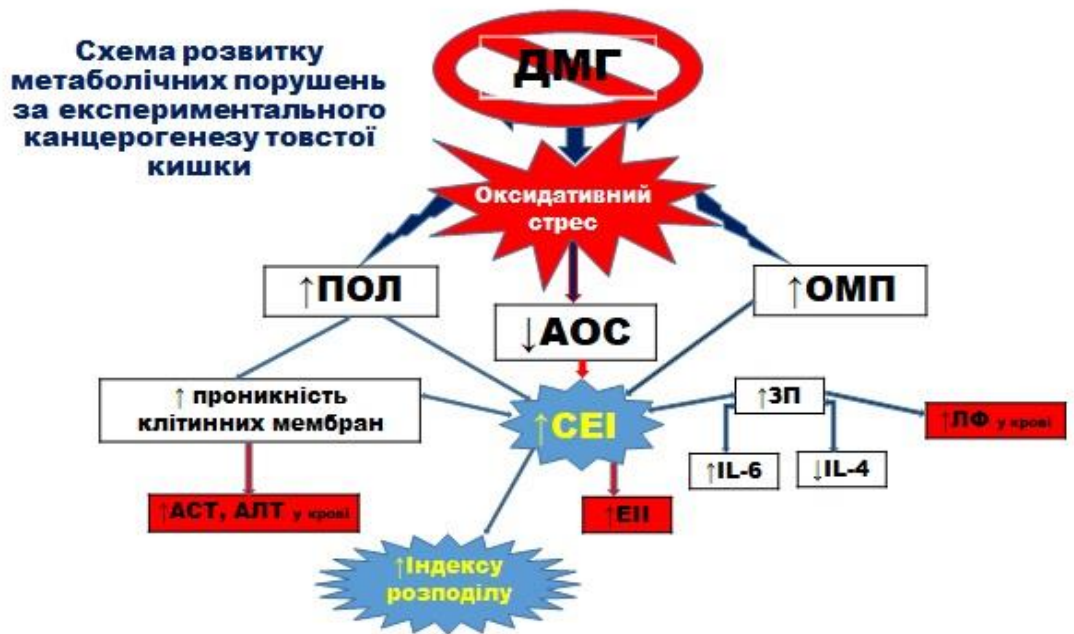 Схема розвитку
метаболічних порушень
за експериментального
канцерогенезу товстої
кишки
ДМГ
Оксидативний
стрес
↑ПОЛ
↓АОС
↑ОМП
↑ проникність
клітинних мембран
↑СЕІ
↑ЗП
↑ЛФ у крові
↑IL-6
↓IL-4
↑АСТ, АЛТ у крові
↑ЕІІ
↑Індексу
розподілу